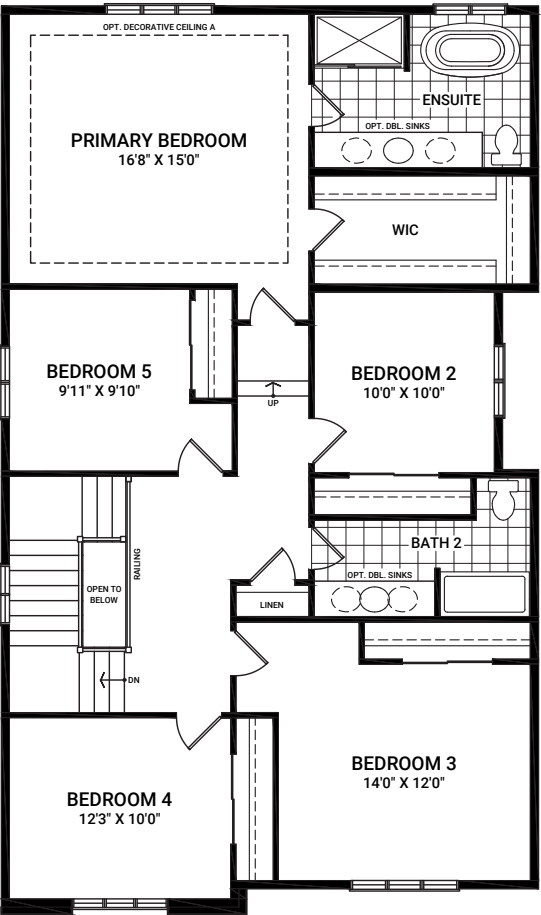 OPT. DECORATIVE CEILING A
PRIMARY BEDROOM
16'8" X 15'0"
ENSUITE
OPT. DBL. SINKS
WIC
BEDROOM 5
9'11" X 9'10"
BEDROOM 2
10'0" X 10'0"
UP
RAILING
BATH 2
OPT. DBL. SINKS
OPEN TO
BELOW
LINEN
DN
BEDROOM 3
14'0" X 12'0"
BEDROOM 4
12'3" X 10'0"